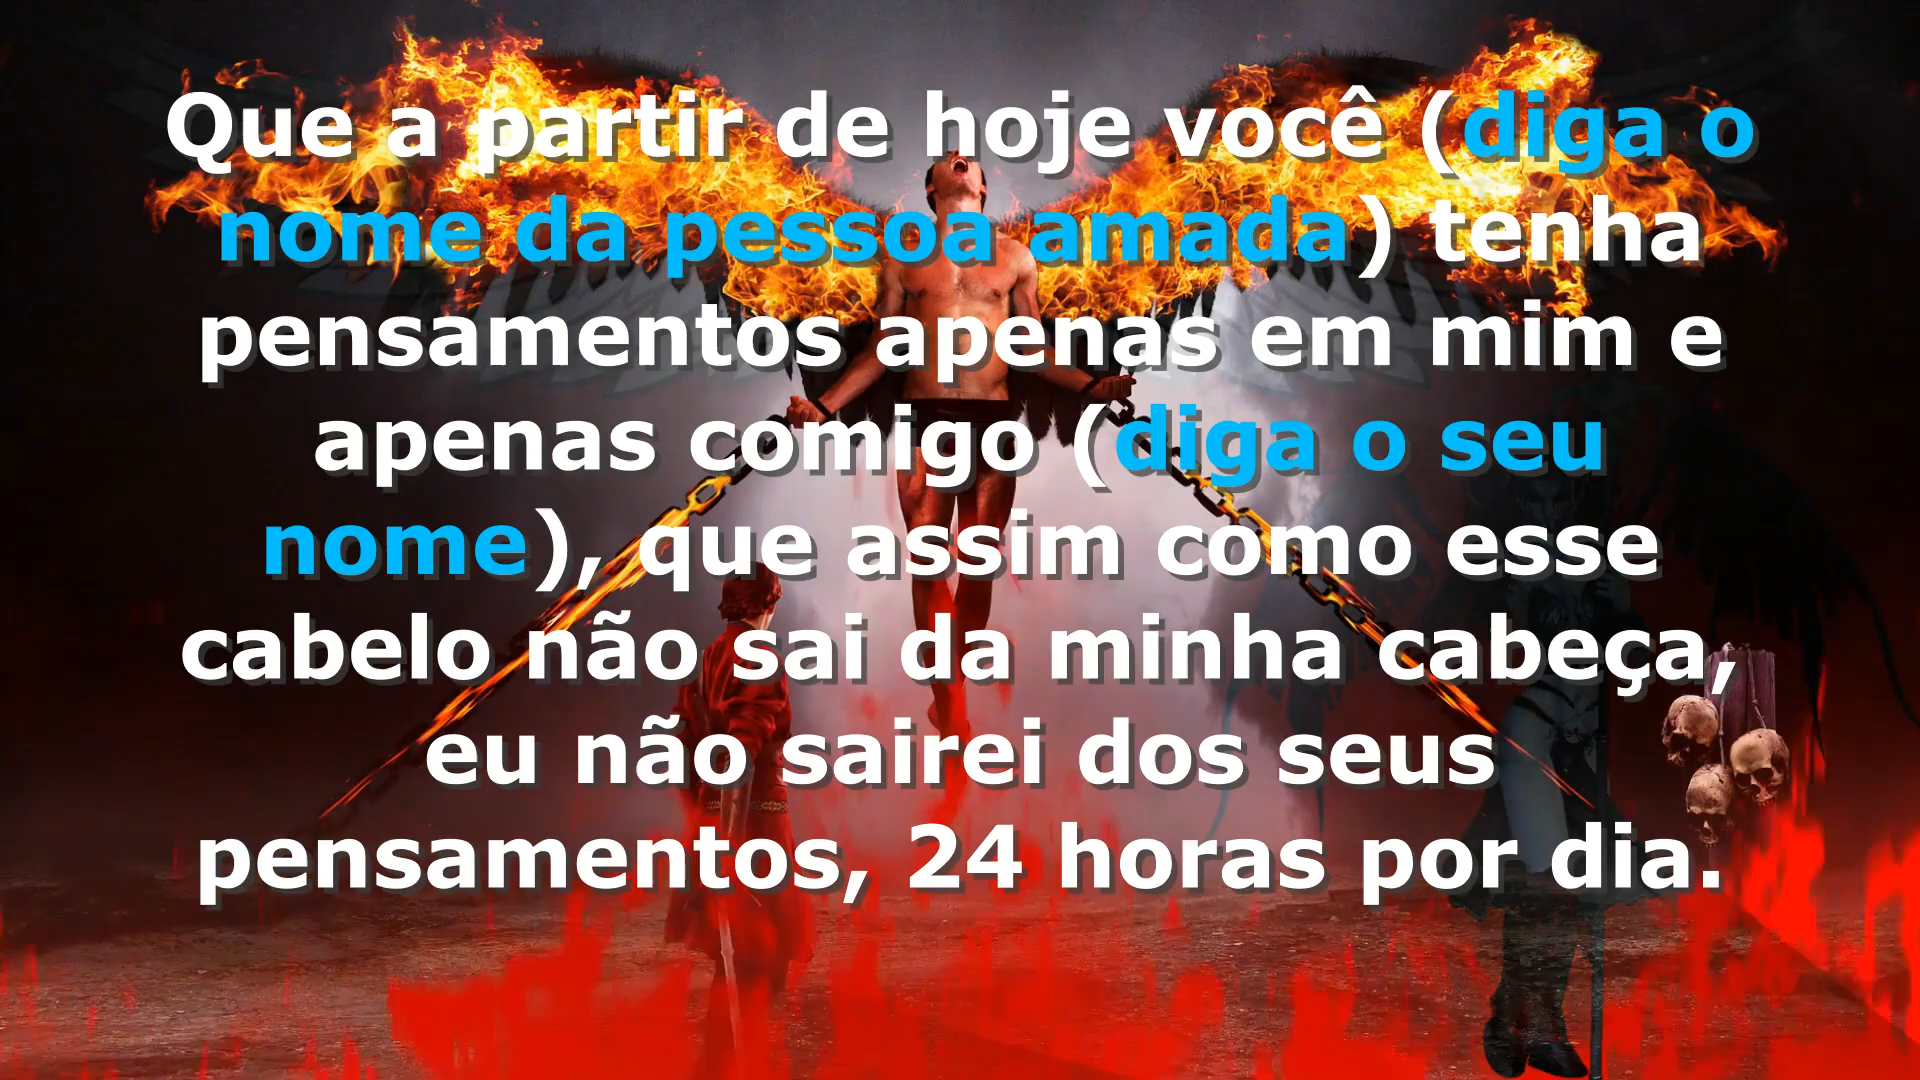 Que a partir de hoje você (diga o
nome da pessoa amada) tenha
pensamentos apenas em mim e
apenas comigo (diga o seu
nome), que assim como esse
cabelo não sai da minha cabeça,
eu não sairei dos seus
pensamentos, 24 horas por dia.